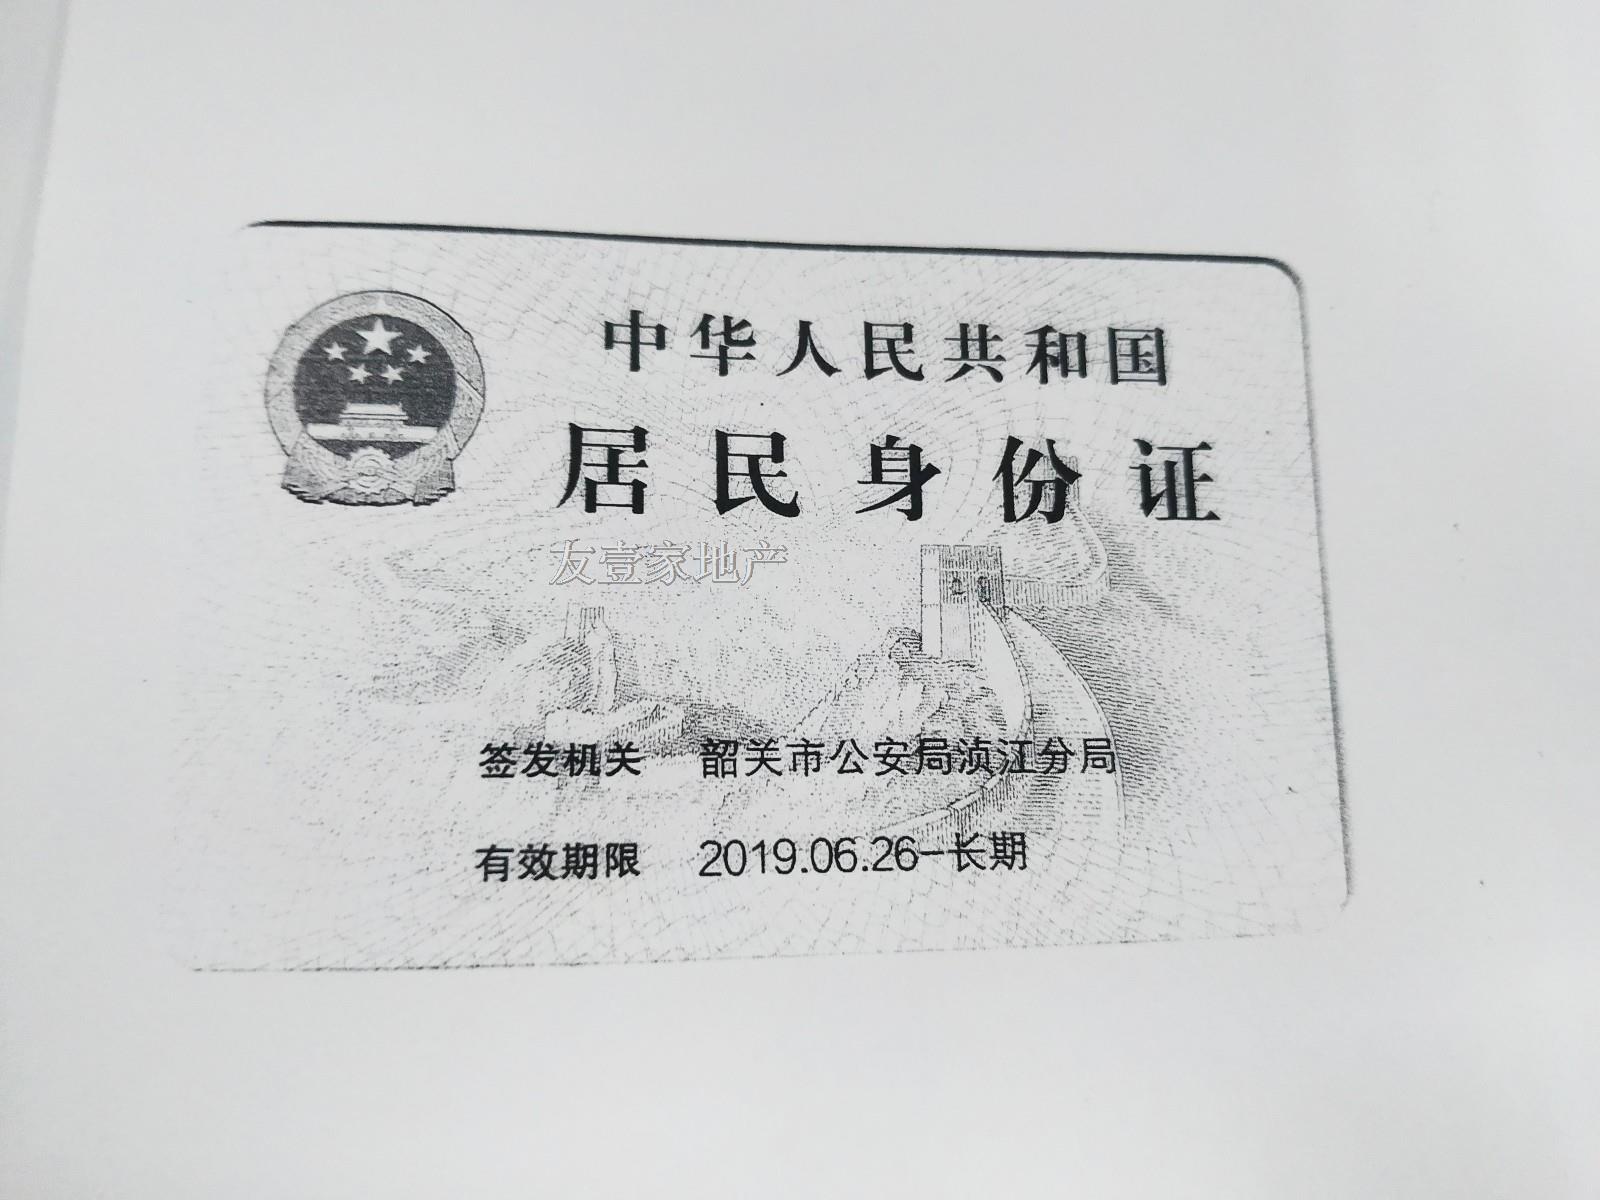 中华人民共和国
居民身份证
友壹家地产
签发机关 韶关市公安局浈江分局
有效期限 2019.06.26-长期